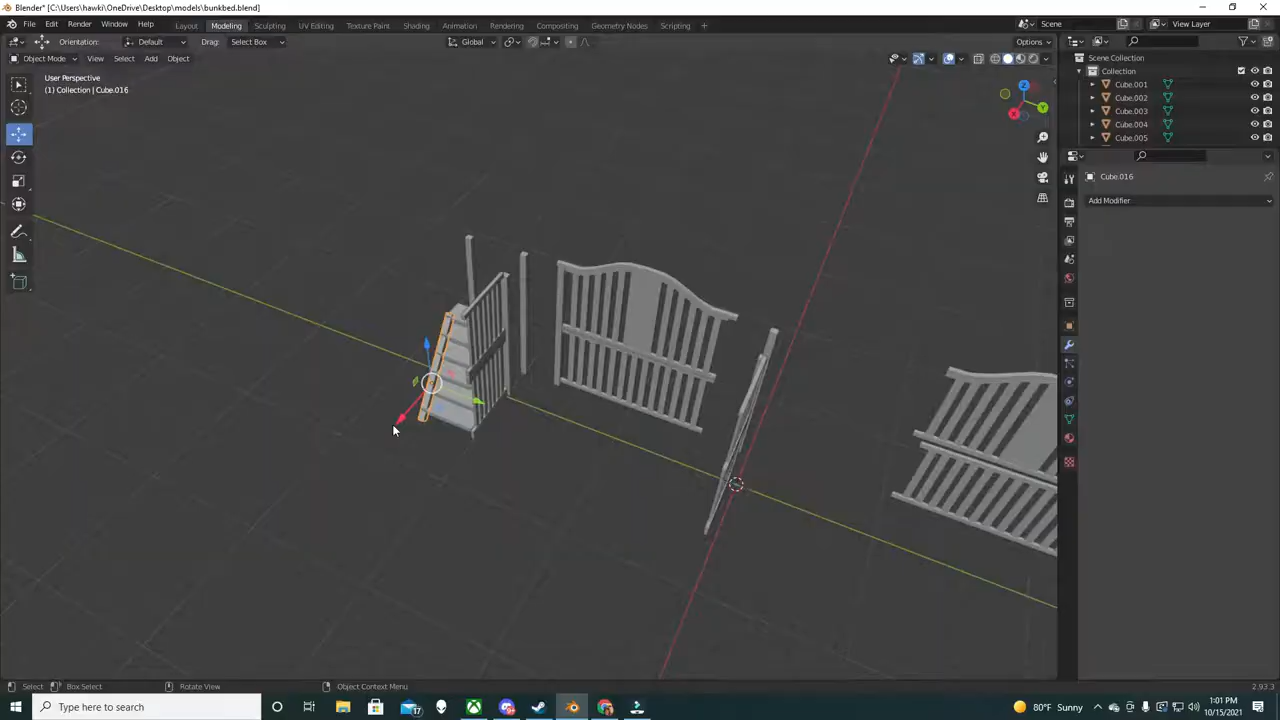 Blender* [C:\Users\hawki\OneDrive\Desktop\models\bunkbed.blend]
File Edit Render Window Help Layout Modeling Sculpting UV Editing Texture Paint Shading Animation Rendering Compositing Geometry Nodes Scripting + Scene View Layer
Orientation: Default Drag: Select Box Global Options
Object Mode View Select Add Object
User Perspective
(1) Collection | Cube.016
Scene Collection
Collection
Cube.001
Cube.002
Cube.003
Cube.004
Cube.005
Cube.016
Add Modifier
X
Y
Z
Select Box Select Rotate View Object Context Menu 2.93.3
Type here to search
17
80°F Sunny
1:01 PM
10/15/2021